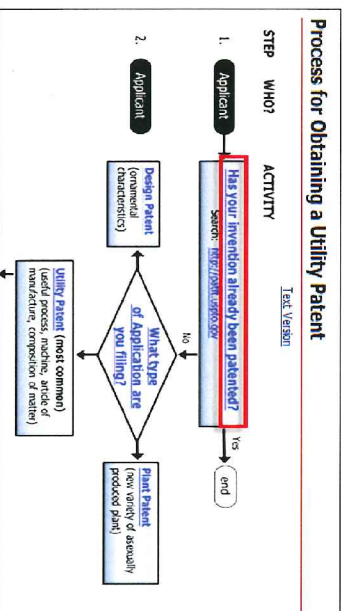 Process for Obtaining a Utility Patent
Text Version
STEP WHO? ACTIVITY
1. Applicant
Has your invention already been patented?
Search: http://patft.uspto.gov
Yes
end
No
2. Applicant
What type
of Application are
you filing?
Design Patent
(ornamental
characteristics)
Plant Patent
(new variety of asexually
produced plant)
Utility Patent (most common)
(useful process, machine, article of
manufacture, composition of matter)